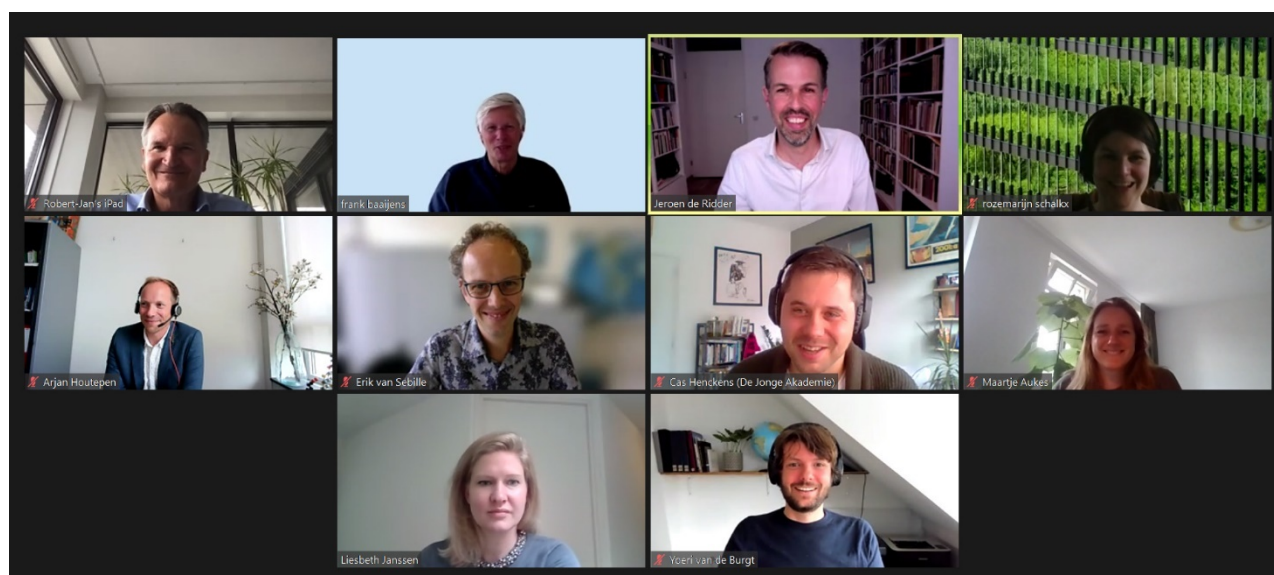 Robert-Jan's iPad
frank baaijens
Jeroen de Ridder
rozemarijn schalkx
Arjan Houtepen
Erik van Sebille
Cas Henckens (De Jonge Akademie)
Maartje Aukes
Liesbeth Janssen
Yoeri van de Burgt